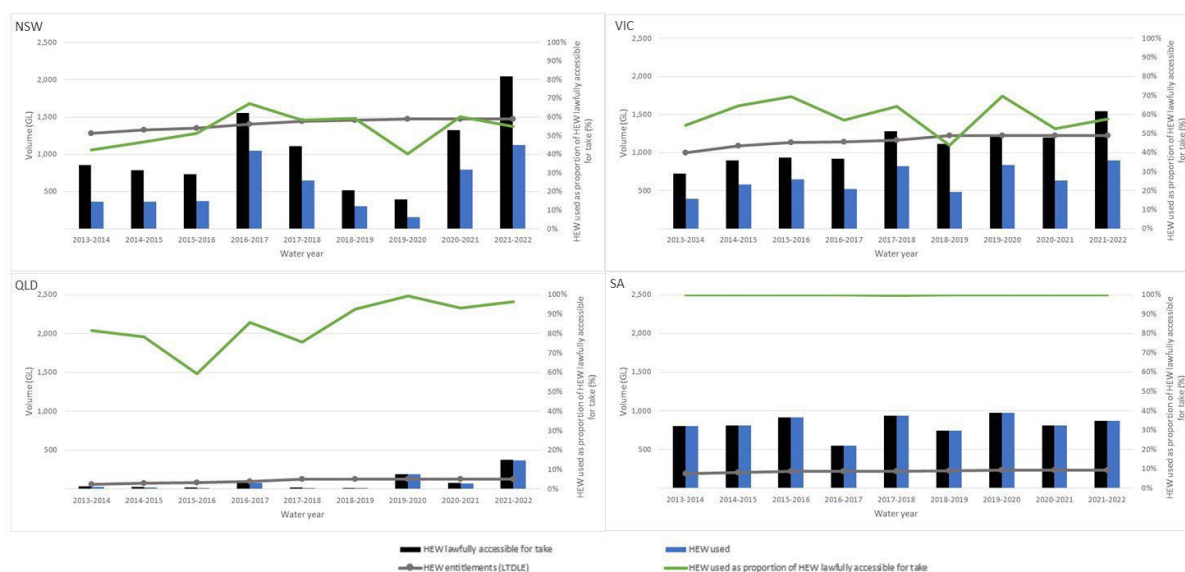 NSW
2,500
2,000
1,500
1,000
500
-
Volume (GL)
100%
90%
80%
70%
60%
50%
40%
30%
20%
10%
0%
HEW used as proportion of HEW lawfully accessible
for take (%)
2013-2014 2014-2015 2015-2016 2016-2017 2017-2018 2018-2019 2019-2020 2020-2021 2021-2022
Water year
VIC
2,500
2,000
1,500
1,000
500
-
Volume (GL)
100%
90%
80%
70%
60%
50%
40%
30%
20%
10%
0%
HEW used as proportion of HEW lawfully accessible
for take (%)
2013-2014 2014-2015 2015-2016 2016-2017 2017-2018 2018-2019 2019-2020 2020-2021 2021-2022
Water year
QLD
2,500
2,000
1,500
1,000
500
-
Volume (GL)
100%
90%
80%
70%
60%
50%
40%
30%
20%
10%
0%
HEW used as proportion of HEW lawfully accessible
for take (%)
2013-2014 2014-2015 2015-2016 2016-2017 2017-2018 2018-2019 2019-2020 2020-2021 2021-2022
Water year
SA
2,500
2,000
1,500
1,000
500
-
Volume (GL)
100%
90%
80%
70%
60%
50%
40%
30%
20%
10%
0%
HEW used as proportion of HEW lawfully accessible
for take (%)
2013-2014 2014-2015 2015-2016 2016-2017 2017-2018 2018-2019 2019-2020 2020-2021 2021-2022
Water year
HEW lawfully accessible for take
HEW used
HEW entitlements (LTDLE)
HEW used as proportion of HEW lawfully accessible for take